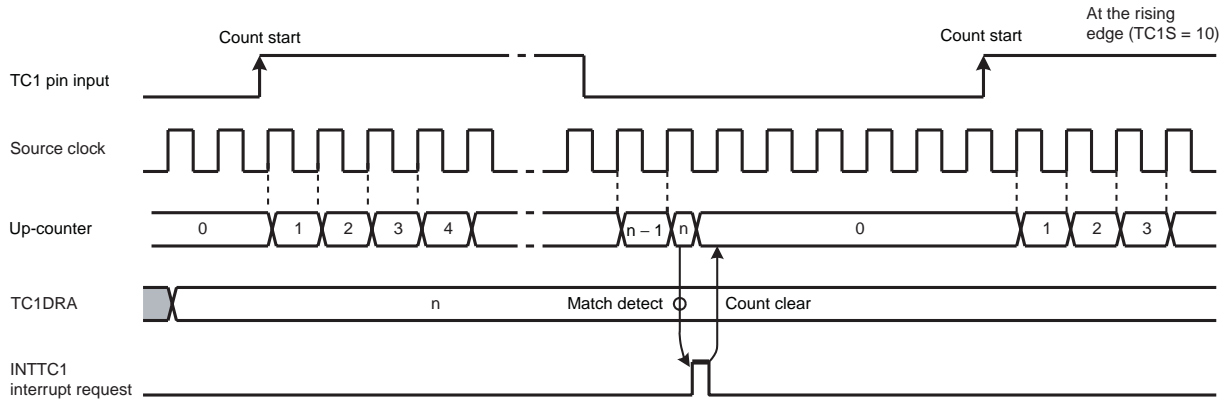 At the rising
edge (TC1S = 10)
Count start
Count start
TC1 pin input
Source clock
Up-counter
0
1
2
3
4
n − 1
n
0
1
2
3
TC1DRA
n
Match detect
Count clear
INTTC1
interrupt request